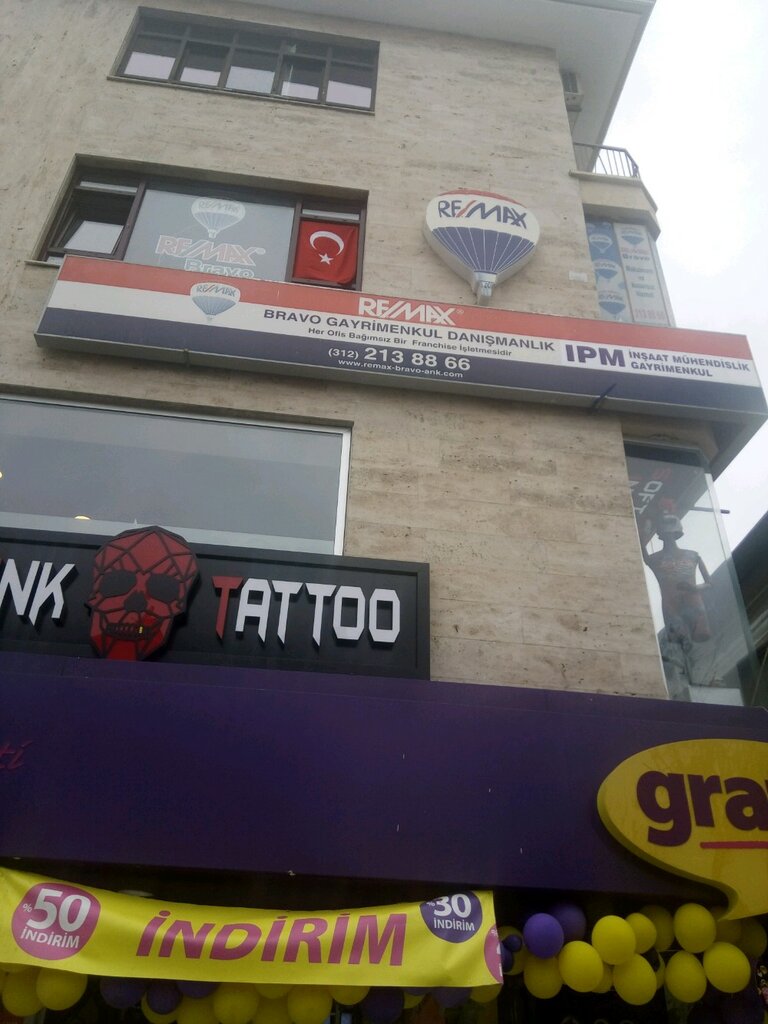 RE/MAX
Bravo
RE/MAX
RE/MAX
RE/MAX
BRAVO GAYRİMENKUL DANIŞMANLIK
Her Ofis Bağımsız Bir Franchise İşletmesidir
(312) 213 88 66
www.remax-bravo-ank.com
IPM İNŞAAT MÜHENDİSLİK
GAYRİMENKUL
NK TATTOO
gra
%50
İNDİRİM
İNDİRİM
%30
İNDİRİM